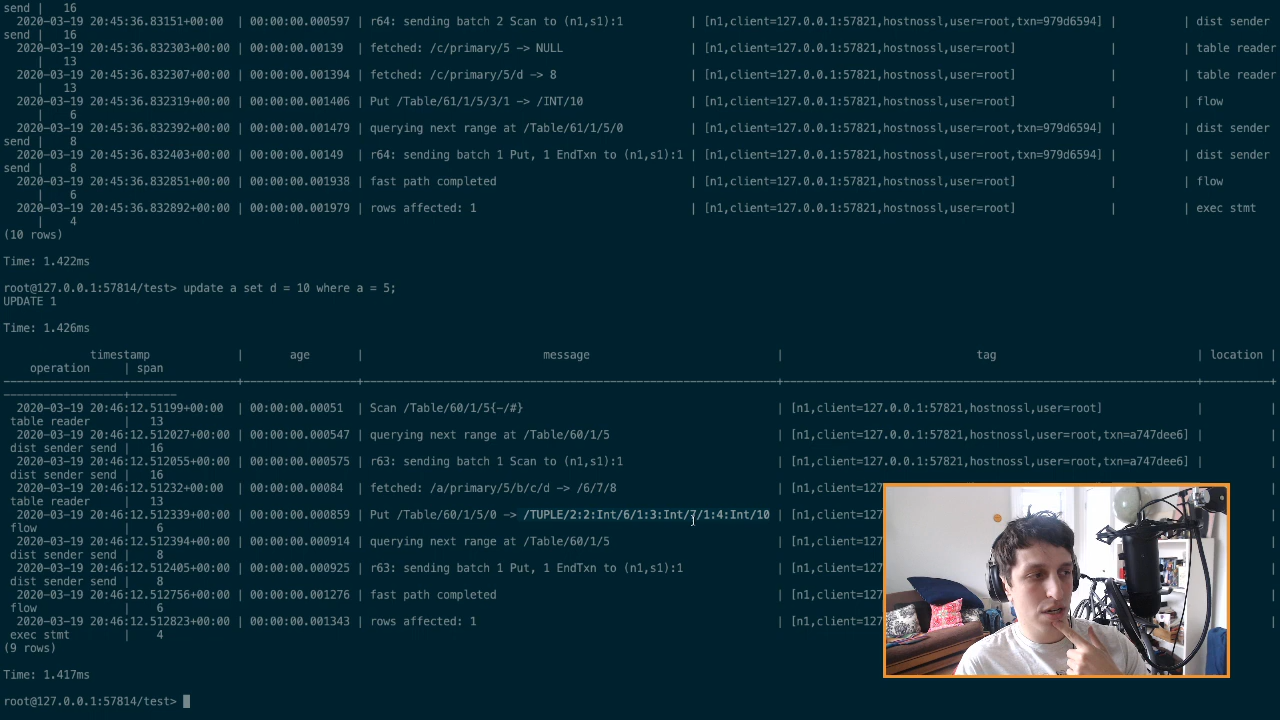 send |   16
2020-03-19 20:45:36.83151+00:00 | 00:00:00.000597 | r64: sending batch 2 Scan to (n1,s1):1 | [n1,client=127.0.0.1:57821,hostnossl,user=root,txn=979d6594] | | dist sender
send |   16
2020-03-19 20:45:36.832303+00:00 | 00:00:00.00139 | fetched: /c/primary/5 -> NULL | [n1,client=127.0.0.1:57821,hostnossl,user=root] | | table reader
|   13
2020-03-19 20:45:36.832307+00:00 | 00:00:00.001394 | fetched: /c/primary/5/d -> 8 | [n1,client=127.0.0.1:57821,hostnossl,user=root] | | table reader
|   13
2020-03-19 20:45:36.832319+00:00 | 00:00:00.001406 | Put /Table/61/1/5/3/1 -> /INT/10 | [n1,client=127.0.0.1:57821,hostnossl,user=root] | | flow
|   6
2020-03-19 20:45:36.832392+00:00 | 00:00:00.001479 | querying next range at /Table/61/1/5/0 | [n1,client=127.0.0.1:57821,hostnossl,user=root,txn=979d6594] | | dist sender
send |   8
2020-03-19 20:45:36.832403+00:00 | 00:00:00.00149 | r64: sending batch 1 Put, 1 EndTxn to (n1,s1):1 | [n1,client=127.0.0.1:57821,hostnossl,user=root,txn=979d6594] | | dist sender
send |   8
2020-03-19 20:45:36.832851+00:00 | 00:00:00.001938 | fast path completed | [n1,client=127.0.0.1:57821,hostnossl,user=root] | | flow
|   6
2020-03-19 20:45:36.832892+00:00 | 00:00:00.001979 | rows affected: 1 | [n1,client=127.0.0.1:57821,hostnossl,user=root] | | exec stmt
|   4
(10 rows)
Time: 1.422ms
root@127.0.0.1:57814/test> update a set d = 10 where a = 5;
UPDATE 1
Time: 1.426ms
timestamp | age | message | tag | location |
operation | span
2020-03-19 20:46:12.51199+00:00 | 00:00:00.00051 | Scan /Table/60/1/5{-/#} | [n1,client=127.0.0.1:57821,hostnossl,user=root] | |
table reader |   13
2020-03-19 20:46:12.512027+00:00 | 00:00:00.000547 | querying next range at /Table/60/1/5 | [n1,client=127.0.0.1:57821,hostnossl,user=root,txn=a747dee6] | |
dist sender send |   16
2020-03-19 20:46:12.512055+00:00 | 00:00:00.000575 | r63: sending batch 1 Scan to (n1,s1):1 | [n1,client=127.0.0.1:57821,hostnossl,user=root,txn=a747dee6] | |
dist sender send |   16
2020-03-19 20:46:12.51232+00:00 | 00:00:00.00084 | fetched: /a/primary/5/b/c/d -> /6/7/8 | [n1,client=127.0.0.1:57821,hostnossl,user=root] | |
table reader |   13
2020-03-19 20:46:12.512339+00:00 | 00:00:00.000859 | Put /Table/60/1/5/0 -> /TUPLE/2:2:Int/6/1:3:Int/7/1:4:Int/10 | [n1,client=127
flow |   6
2020-03-19 20:46:12.512394+00:00 | 00:00:00.000914 | querying next range at /Table/60/1/5 | [n1,client=127
dist sender send |   8
2020-03-19 20:46:12.512405+00:00 | 00:00:00.000925 | r63: sending batch 1 Put, 1 EndTxn to (n1,s1):1 | [n1,client=127
dist sender send |   8
2020-03-19 20:46:12.512756+00:00 | 00:00:00.001276 | fast path completed | [n1,client=127
flow |   6
2020-03-19 20:46:12.512823+00:00 | 00:00:00.001343 | rows affected: 1 | [n1,client=127
exec stmt |   4
(9 rows)
Time: 1.417ms
root@127.0.0.1:57814/test>